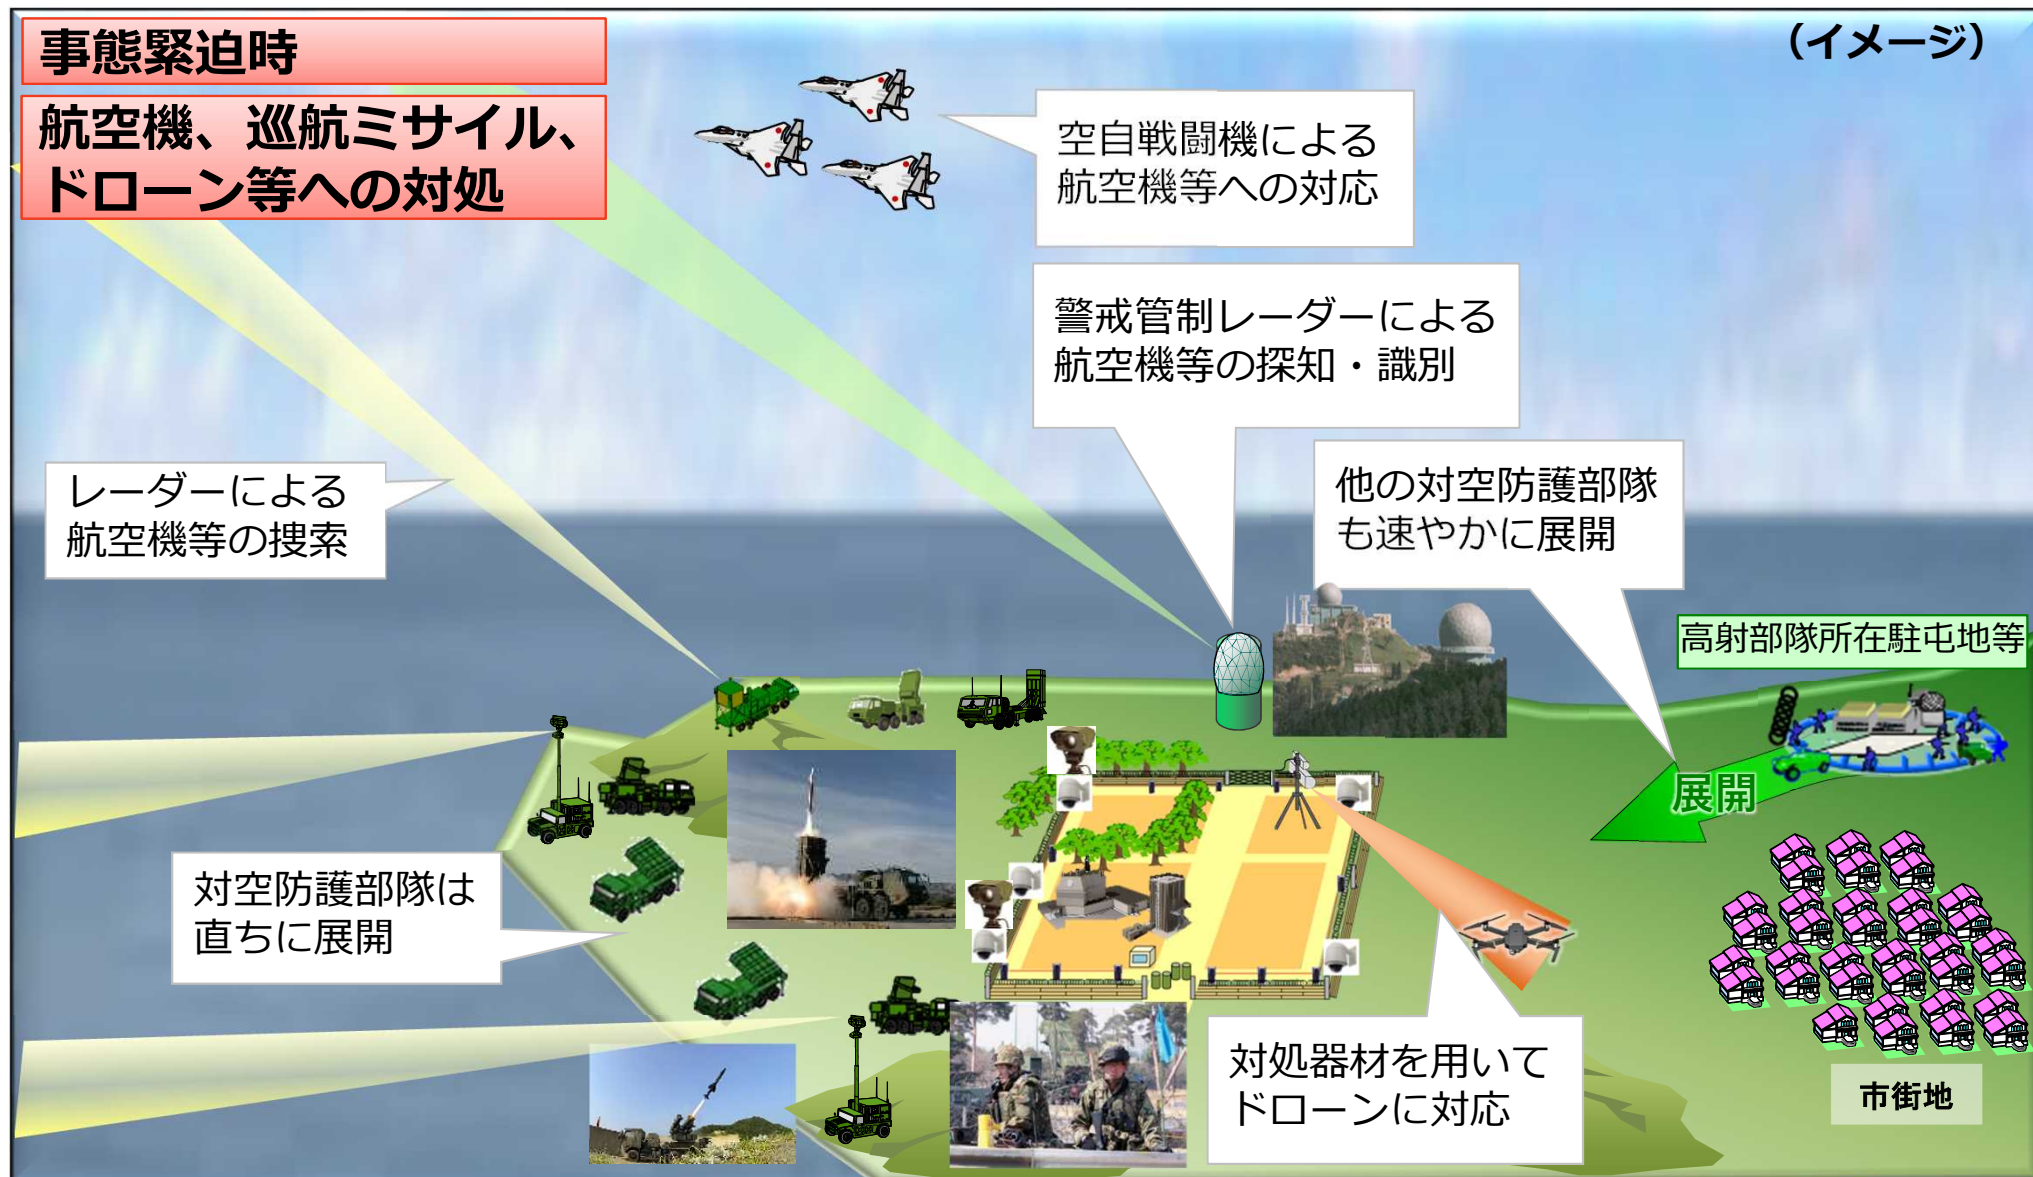 事態緊迫時
(イメージ)
航空機、巡航ミサイル、
ドローン等への対処
空自戦闘機による
航空機等への対応
警戒管制レーダーによる
航空機等の探知・識別
レーダーによる
航空機等の捜索
他の対空防護部隊
も速やかに展開
高射部隊所在駐屯地等
展開
対空防護部隊は
直ちに展開
対処器材を用いて
ドローンに対応
市街地